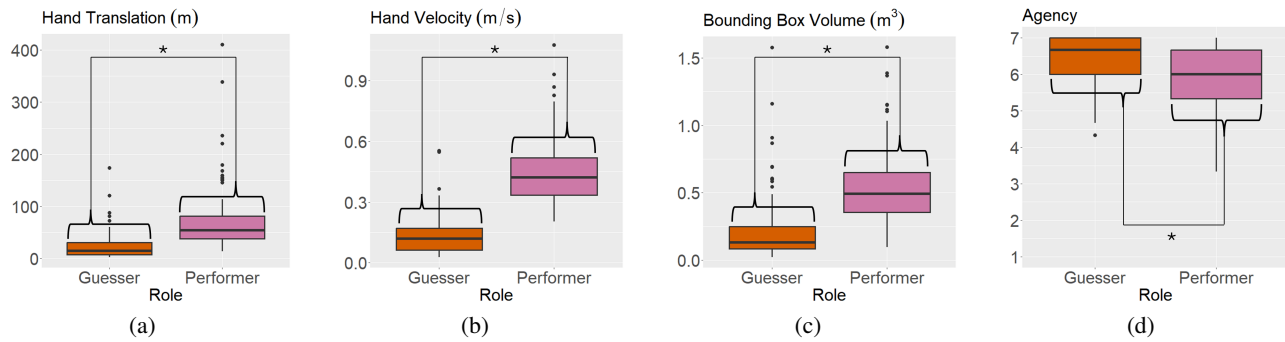 Hand Translation (m)
*
400
300
200
100
0
Guesser Performer
Role
(a)
Hand Velocity (m/s)
*
0.9
0.6
0.3
0.0
Guesser Performer
Role
(b)
Bounding Box Volume (m³)
*
1.5
1.0
0.5
0.0
Guesser Performer
Role
(c)
Agency
7
6
5
4
3
2
1
*
Guesser Performer
Role
(d)